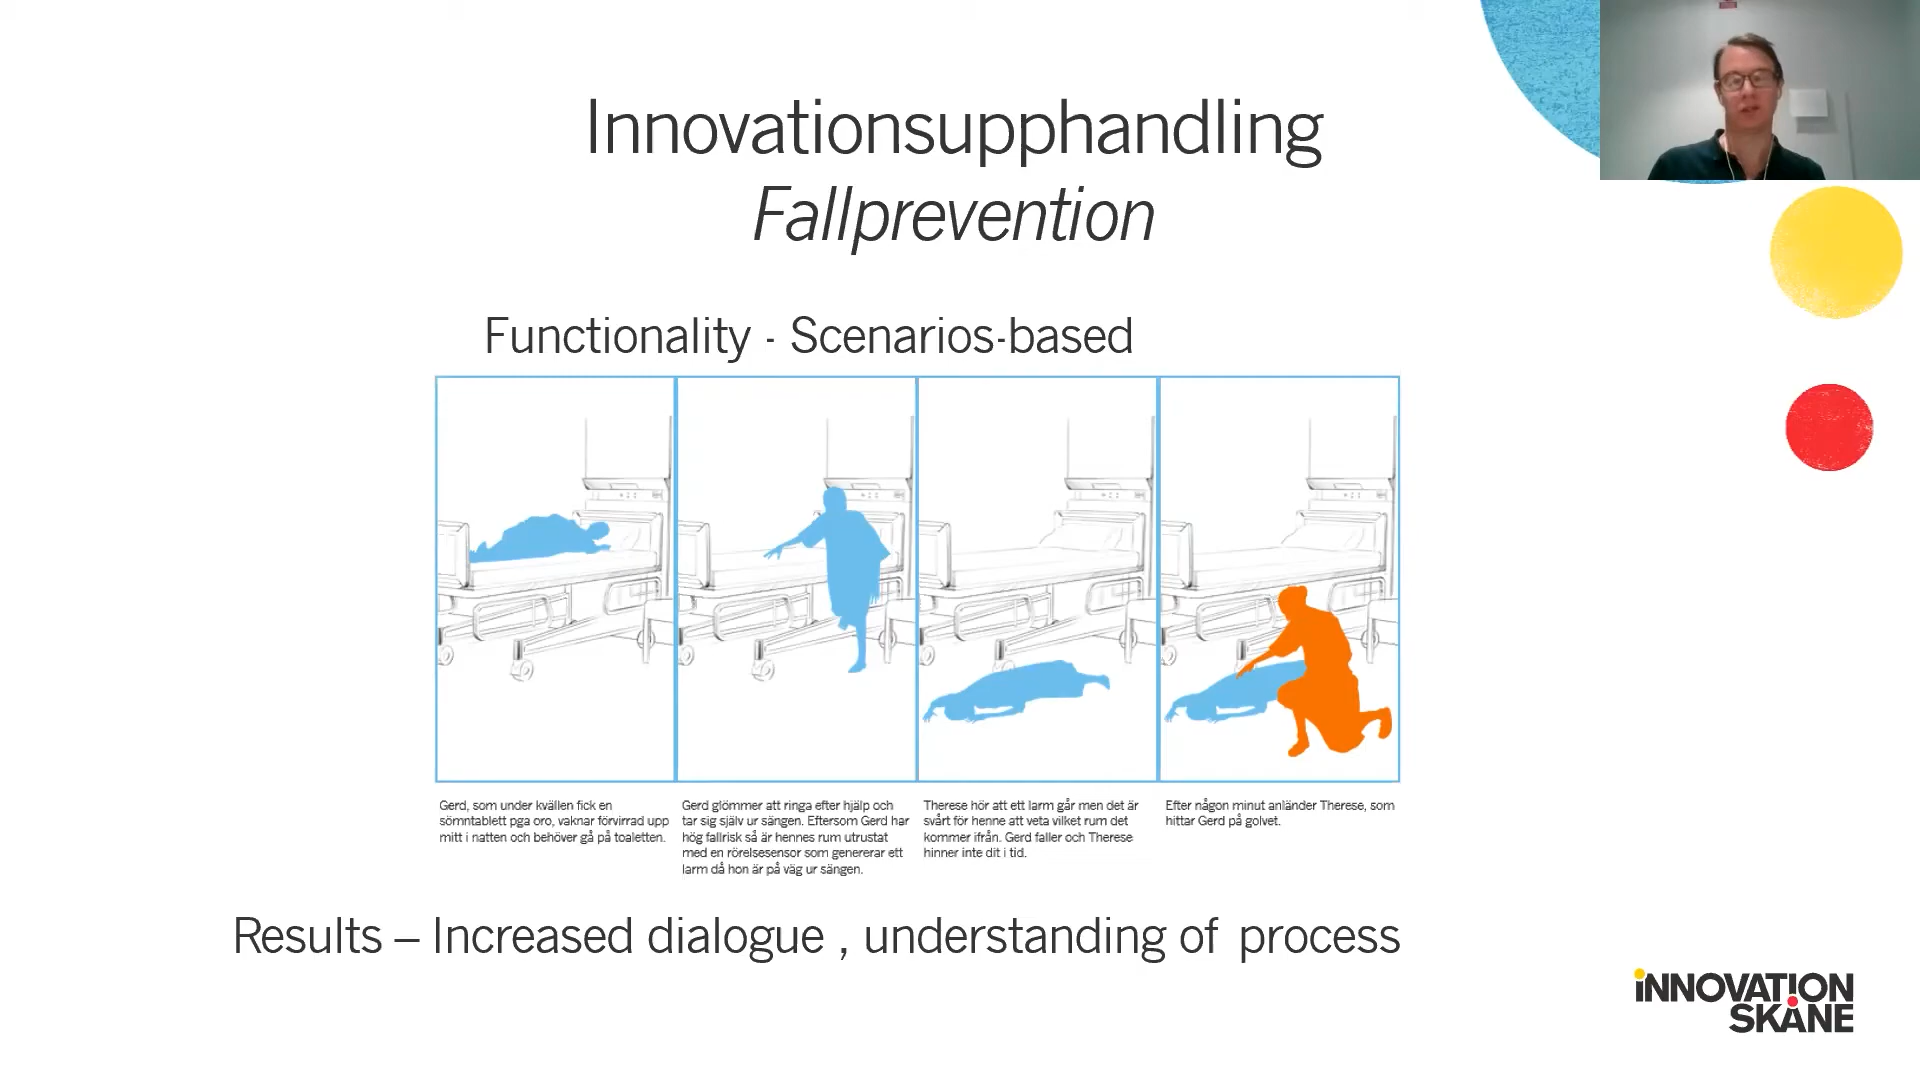 Innovationsupphandling
Fallprevention
Functionality - Scenarios-based
Gerd, som under kvällen fick en
sömntablett pga oro, vaknar förvirrad upp
mitt i natten och behöver gå på toaletten.
Gerd glömmer att ringa efter hjälp och
tar sig själv ur sängen. Eftersom Gerd har
hög fallrisk så är hennes rum utrustat
med en rörelsesensor som genererar ett
larm då hon är på väg ur sängen.
Therese hör att ett larm går men det är
svårt för henne att veta vilket rum det
kommer ifrån. Gerd faller och Therese
hinner inte dit i tid.
Efter någon minut anländer Therese, som
hittar Gerd på golvet.
Results – Increased dialogue , understanding of process
INNOVATION
SKÅNE